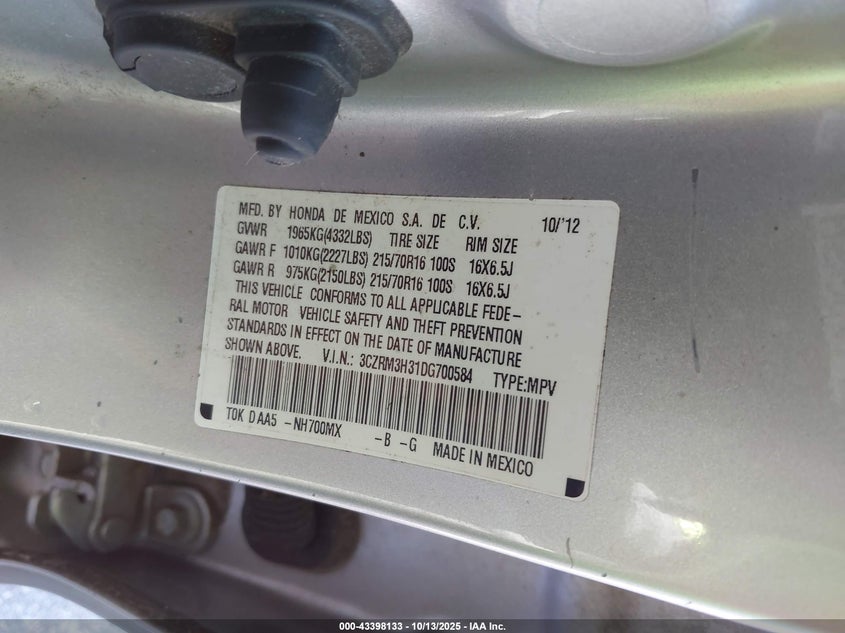 MFD. BY HONDA DE MEXICO S.A. DE C.V. 10/'12
GVWR 1965KG(4332LBS) TIRE SIZE RIM SIZE
GAWR F 1010KG(2227LBS) 215/70R16 100S 16X6.5J
GAWR R 975KG(2150LBS) 215/70R16 100S 16X6.5J
THIS VEHICLE CONFORMS TO ALL APPLICABLE FEDE-
RAL MOTOR VEHICLE SAFETY AND THEFT PREVENTION
STANDARDS IN EFFECT ON THE DATE OF MANUFACTURE
SHOWN ABOVE. V.I.N.: 3CZRM3H31DG700584 TYPE:MPV
T0K D AA5 -NH700MX -B -G MADE IN MEXICO
000-43398133 - 10/13/2025 - IAA Inc.